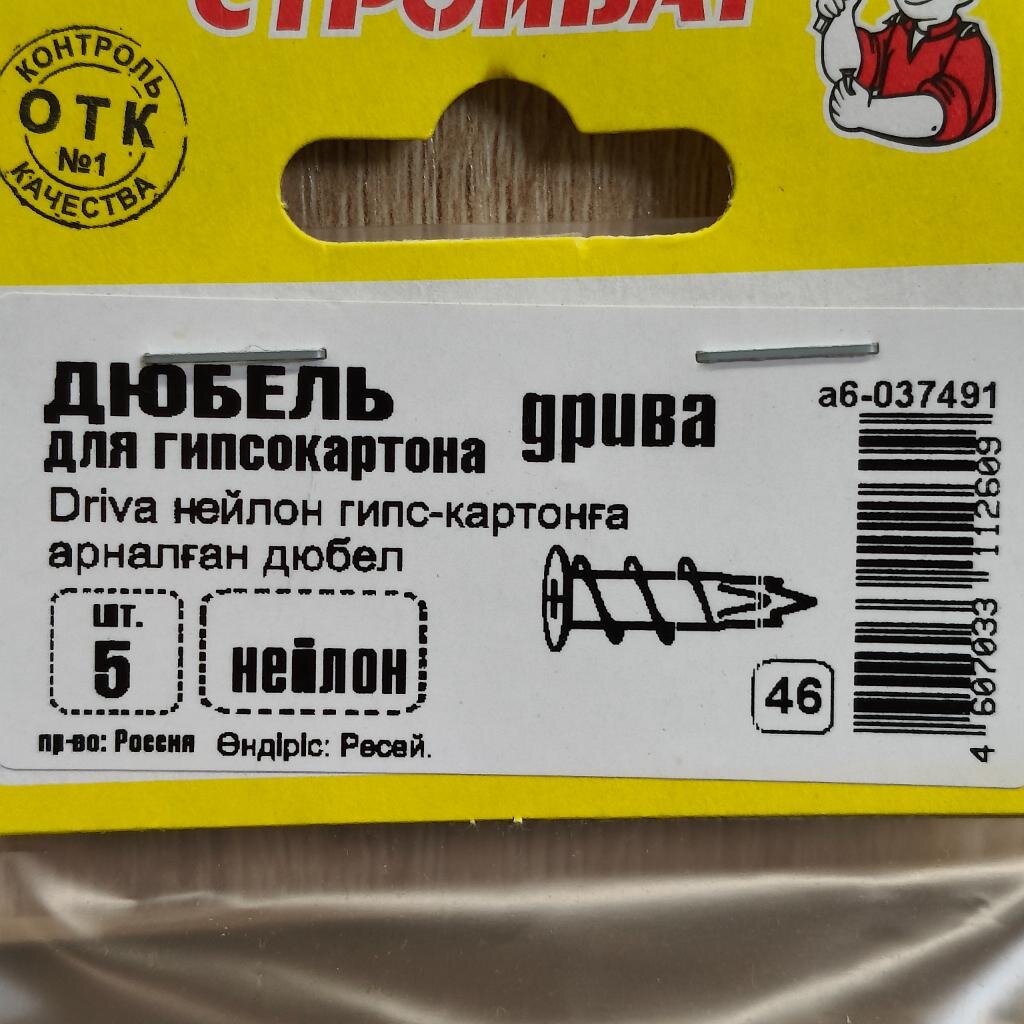 СТРОЙБАТ
КОНТРОЛЬ
ОТК
№1
КАЧЕСТВА
ДЮБЕЛЬ
для гипсокартона
дрива
а6-037491
Driva нейлон гипс-картонға
арналған дюбел
шт.
5
нейлон
46
4 607033 112609
пр-во: Россия
Өндіріс: Ресей.